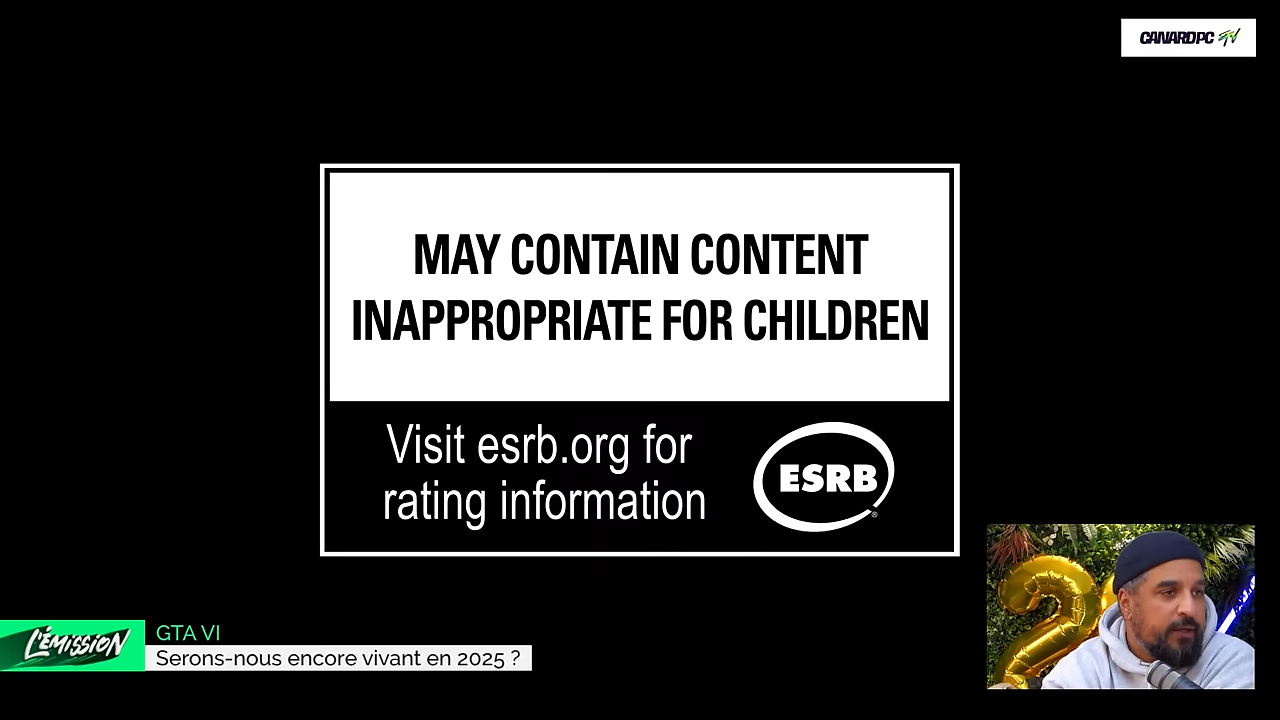 CANARDPC TV
MAY CONTAIN CONTENT
INAPPROPRIATE FOR CHILDREN
Visit esrb.org for
rating information
ESRB
®
L'ÉMISSION
GTA VI
Serons-nous encore vivant en 2025 ?